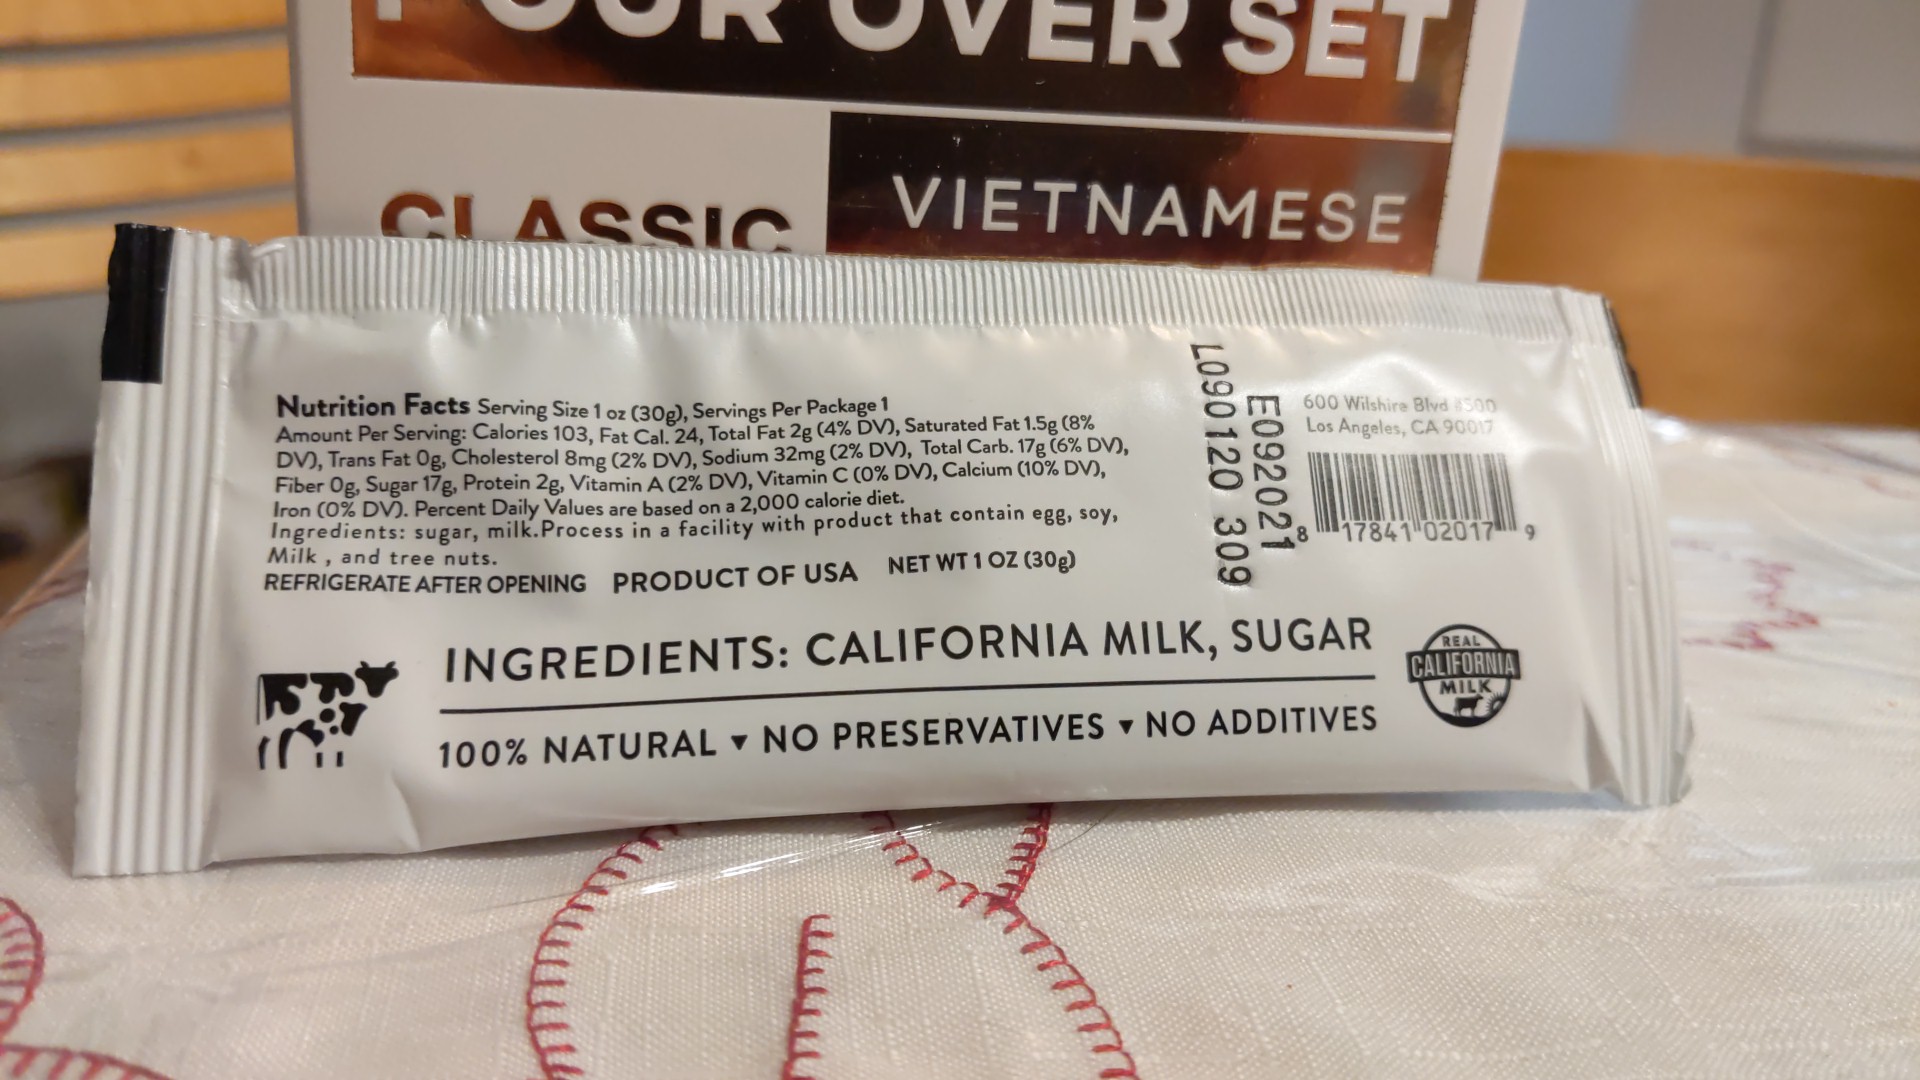 POUR OVER SET
CLASSIC
VIETNAMESE
Nutrition Facts Serving Size 1 oz (30g), Servings Per Package 1
Amount Per Serving: Calories 103, Fat Cal. 24, Total Fat 2g (4% DV), Saturated Fat 1.5g (8%
DV), Trans Fat 0g, Cholesterol 8mg (2% DV), Sodium 32mg (2% DV), Total Carb. 17g (6% DV),
Fiber 0g, Sugar 17g, Protein 2g, Vitamin A (2% DV), Vitamin C (0% DV), Calcium (10% DV),
Iron (0% DV). Percent Daily Values are based on a 2,000 calorie diet.
Ingredients: sugar, milk.Process in a facility with product that contain egg, soy,
Milk , and tree nuts.
REFRIGERATE AFTER OPENING PRODUCT OF USA NET WT 1 OZ (30g)
L090120 309
E092021
600 Wilshire Blvd #500
Los Angeles, CA 90017
8 17841 02017 9
INGREDIENTS: CALIFORNIA MILK, SUGAR
100% NATURAL ▾ NO PRESERVATIVES ▾ NO ADDITIVES
REAL
CALIFORNIA
MILK